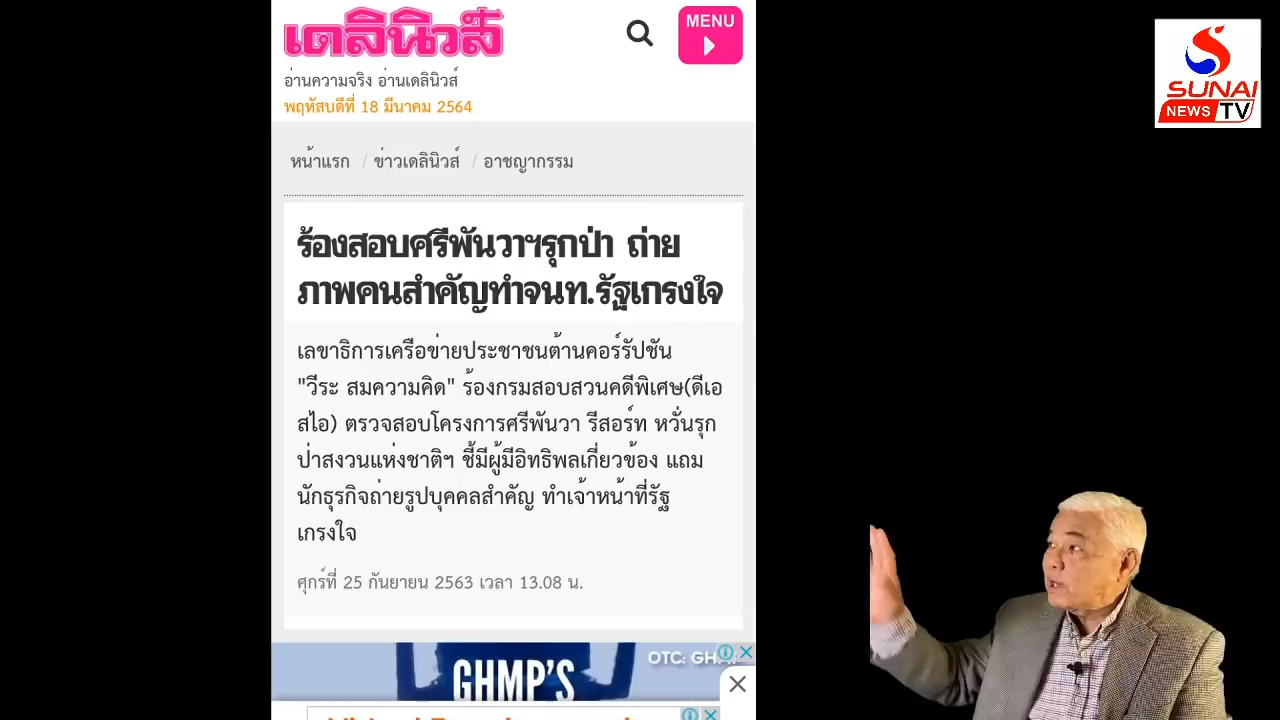 เดลินิวส์
MENU
อ่านความจริง อ่านเดลินิวส์
พฤหัสบดีที่ 18 มีนาคม 2564
หน้าแรก / ข่าวเดลินิวส์ / อาชญากรรม
ร้องสอบศรีพันวาฯรุกป่า ถ่าย
ภาพคนสำคัญทำจนท.รัฐเกรงใจ
เลขาธิการเครือข่ายประชาชนต้านคอร์รัปชัน
"วีระ สมความคิด" ร้องกรมสอบสวนคดีพิเศษ(ดีเอ
สไอ) ตรวจสอบโครงการศรีพันวา รีสอร์ท หวั่นรุก
ป่าสงวนแห่งชาติฯ ชี้มีผู้มีอิทธิพลเกี่ยวข้อง แถม
นักธุรกิจถ่ายรูปบุคคลสำคัญ ทำเจ้าหน้าที่รัฐ
เกรงใจ
ศุกร์ที่ 25 กันยายน 2563 เวลา 13.08 น.
GHMP'S
OTC:
SUNAI
NEWS TV